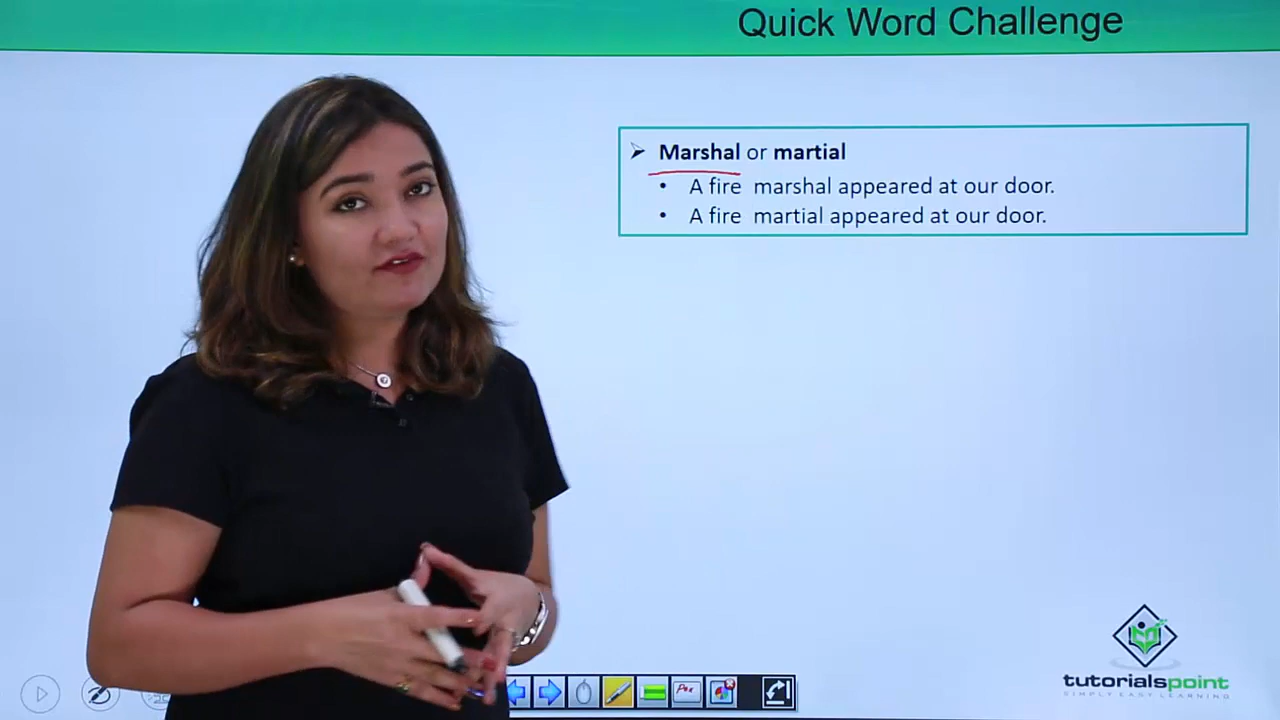 Quick Word Challenge
Marshal or martial
A fire marshal appeared at our door.
A fire martial appeared at our door.
Pen
tutorialspoint
SIMPLY EASY LEARNING